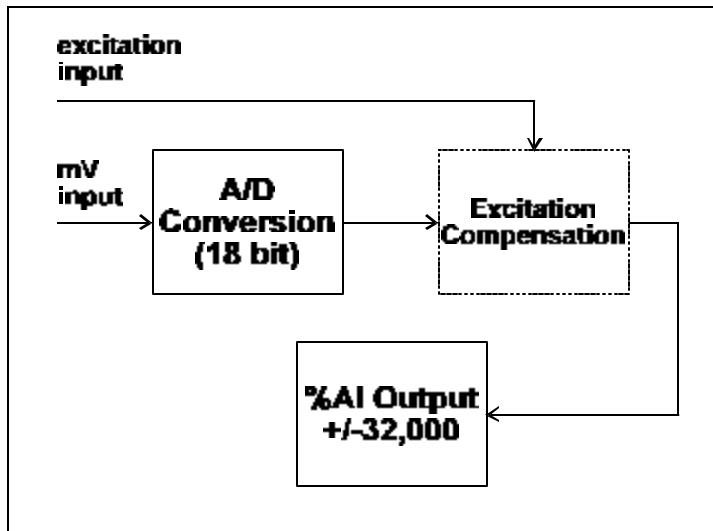 excitation
input
mV
input
A/D
Conversion
(18 bit)
Excitation
Compensation
%AI Output
+/-32,000